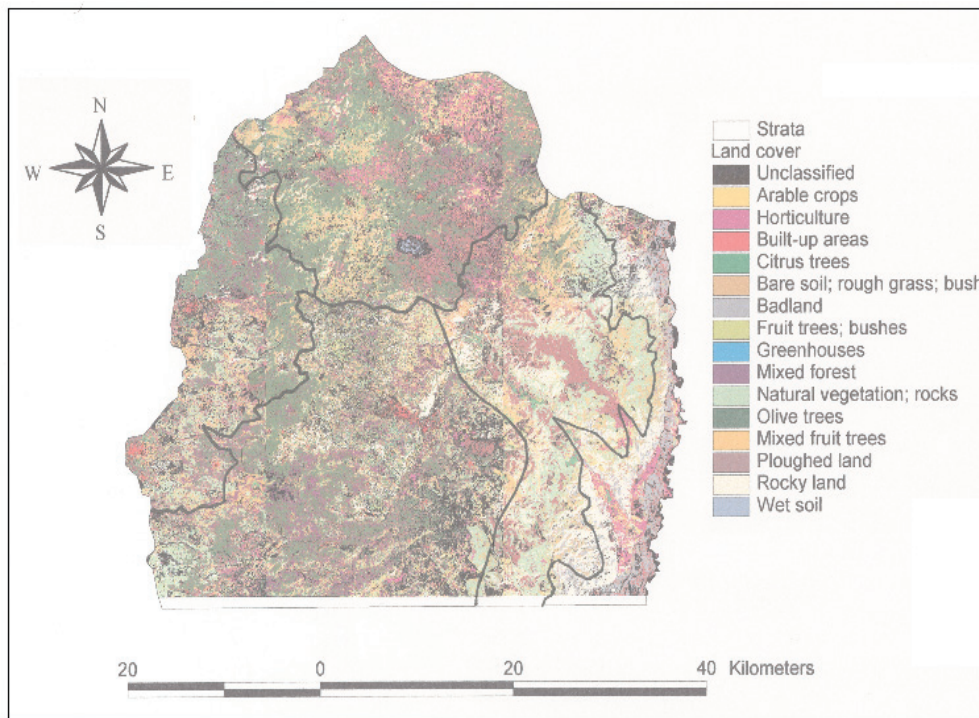 N
W E
S
Strata
Land cover
Unclassified
Arable crops
Horticulture
Built-up areas
Citrus trees
Bare soil; rough grass; bush
Badland
Fruit trees; bushes
Greenhouses
Mixed forest
Natural vegetation; rocks
Olive trees
Mixed fruit trees
Ploughed land
Rocky land
Wet soil
20 0 20 40 Kilometers